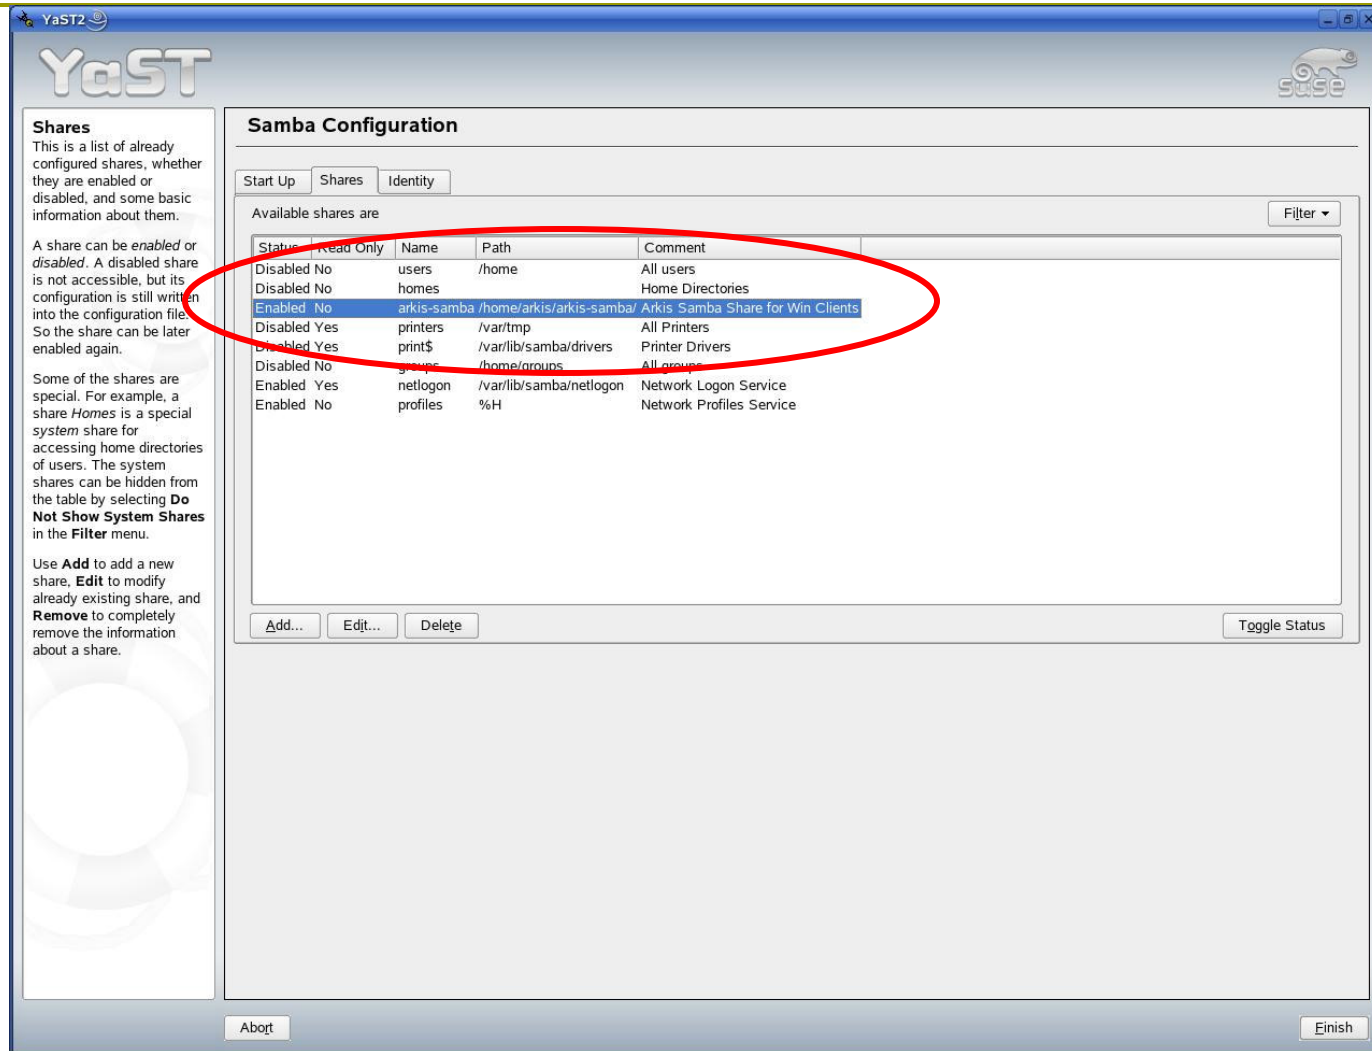 YaST2
YaST
SUSE
Shares
This is a list of already
configured shares, whether
they are enabled or
disabled, and some basic
information about them.
A share can be enabled or
disabled. A disabled share
is not accessible, but its
configuration is still written
into the configuration file.
So the share can be later
enabled again.
Some of the shares are
special. For example, a
share Homes is a special
system share for
accessing home directories
of users. The system
shares can be hidden from
the table by selecting Do
Not Show System Shares
in the Filter menu.
Use Add to add a new
share, Edit to modify
already existing share, and
Remove to completely
remove the information
about a share.
Samba Configuration
Start Up Shares Identity
Available shares are Filter
Status Read Only Name Path Comment
Disabled No users /home All users
Disabled No homes Home Directories
Enabled No arkis-samba /home/arkis/arkis-samba/ Arkis Samba Share for Win Clients
Disabled Yes printers /var/tmp All Printers
Disabled Yes print$ /var/lib/samba/drivers Printer Drivers
Disabled No groups /home/groups All groups
Enabled Yes netlogon /var/lib/samba/netlogon Network Logon Service
Enabled No profiles %H Network Profiles Service
Add... Edit... Delete Toggle Status
Abort Finish